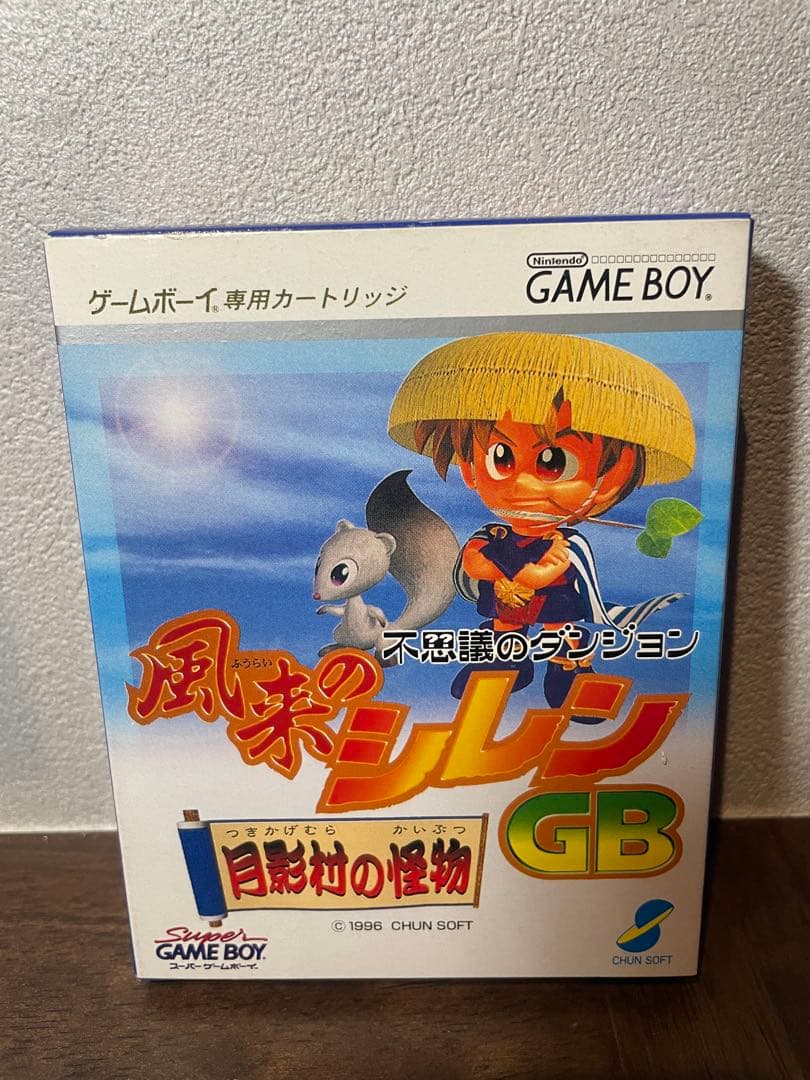 Nintendo®
GAME BOY®
ゲームボーイ®専用カートリッジ
不思議のダンジョン
風来のシレン
ふうらい
GB
つきかげむら かいぶつ
月影村の怪物
© 1996 CHUN SOFT
Super
GAME BOY™
スーパーゲームボーイ™
CHUN SOFT